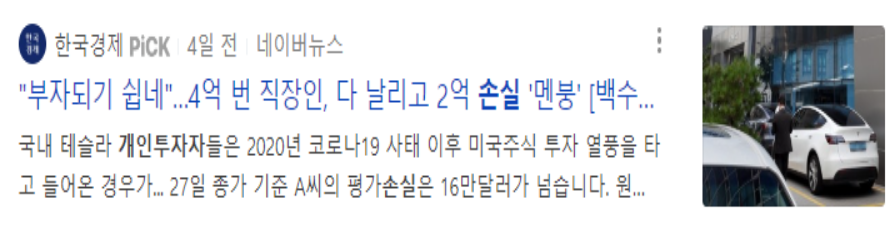 한국경제 PiCK 4일 전 네이버뉴스
"부자되기 쉽네"...4억 번 직장인, 다 날리고 2억 손실 '멘붕' [백수...
국내 테슬라 개인투자자들은 2020년 코로나19 사태 이후 미국주식 투자 열풍을 타
고 들어온 경우가... 27일 종가 기준 A씨의 평가손실은 16만달러가 넘습니다. 원...